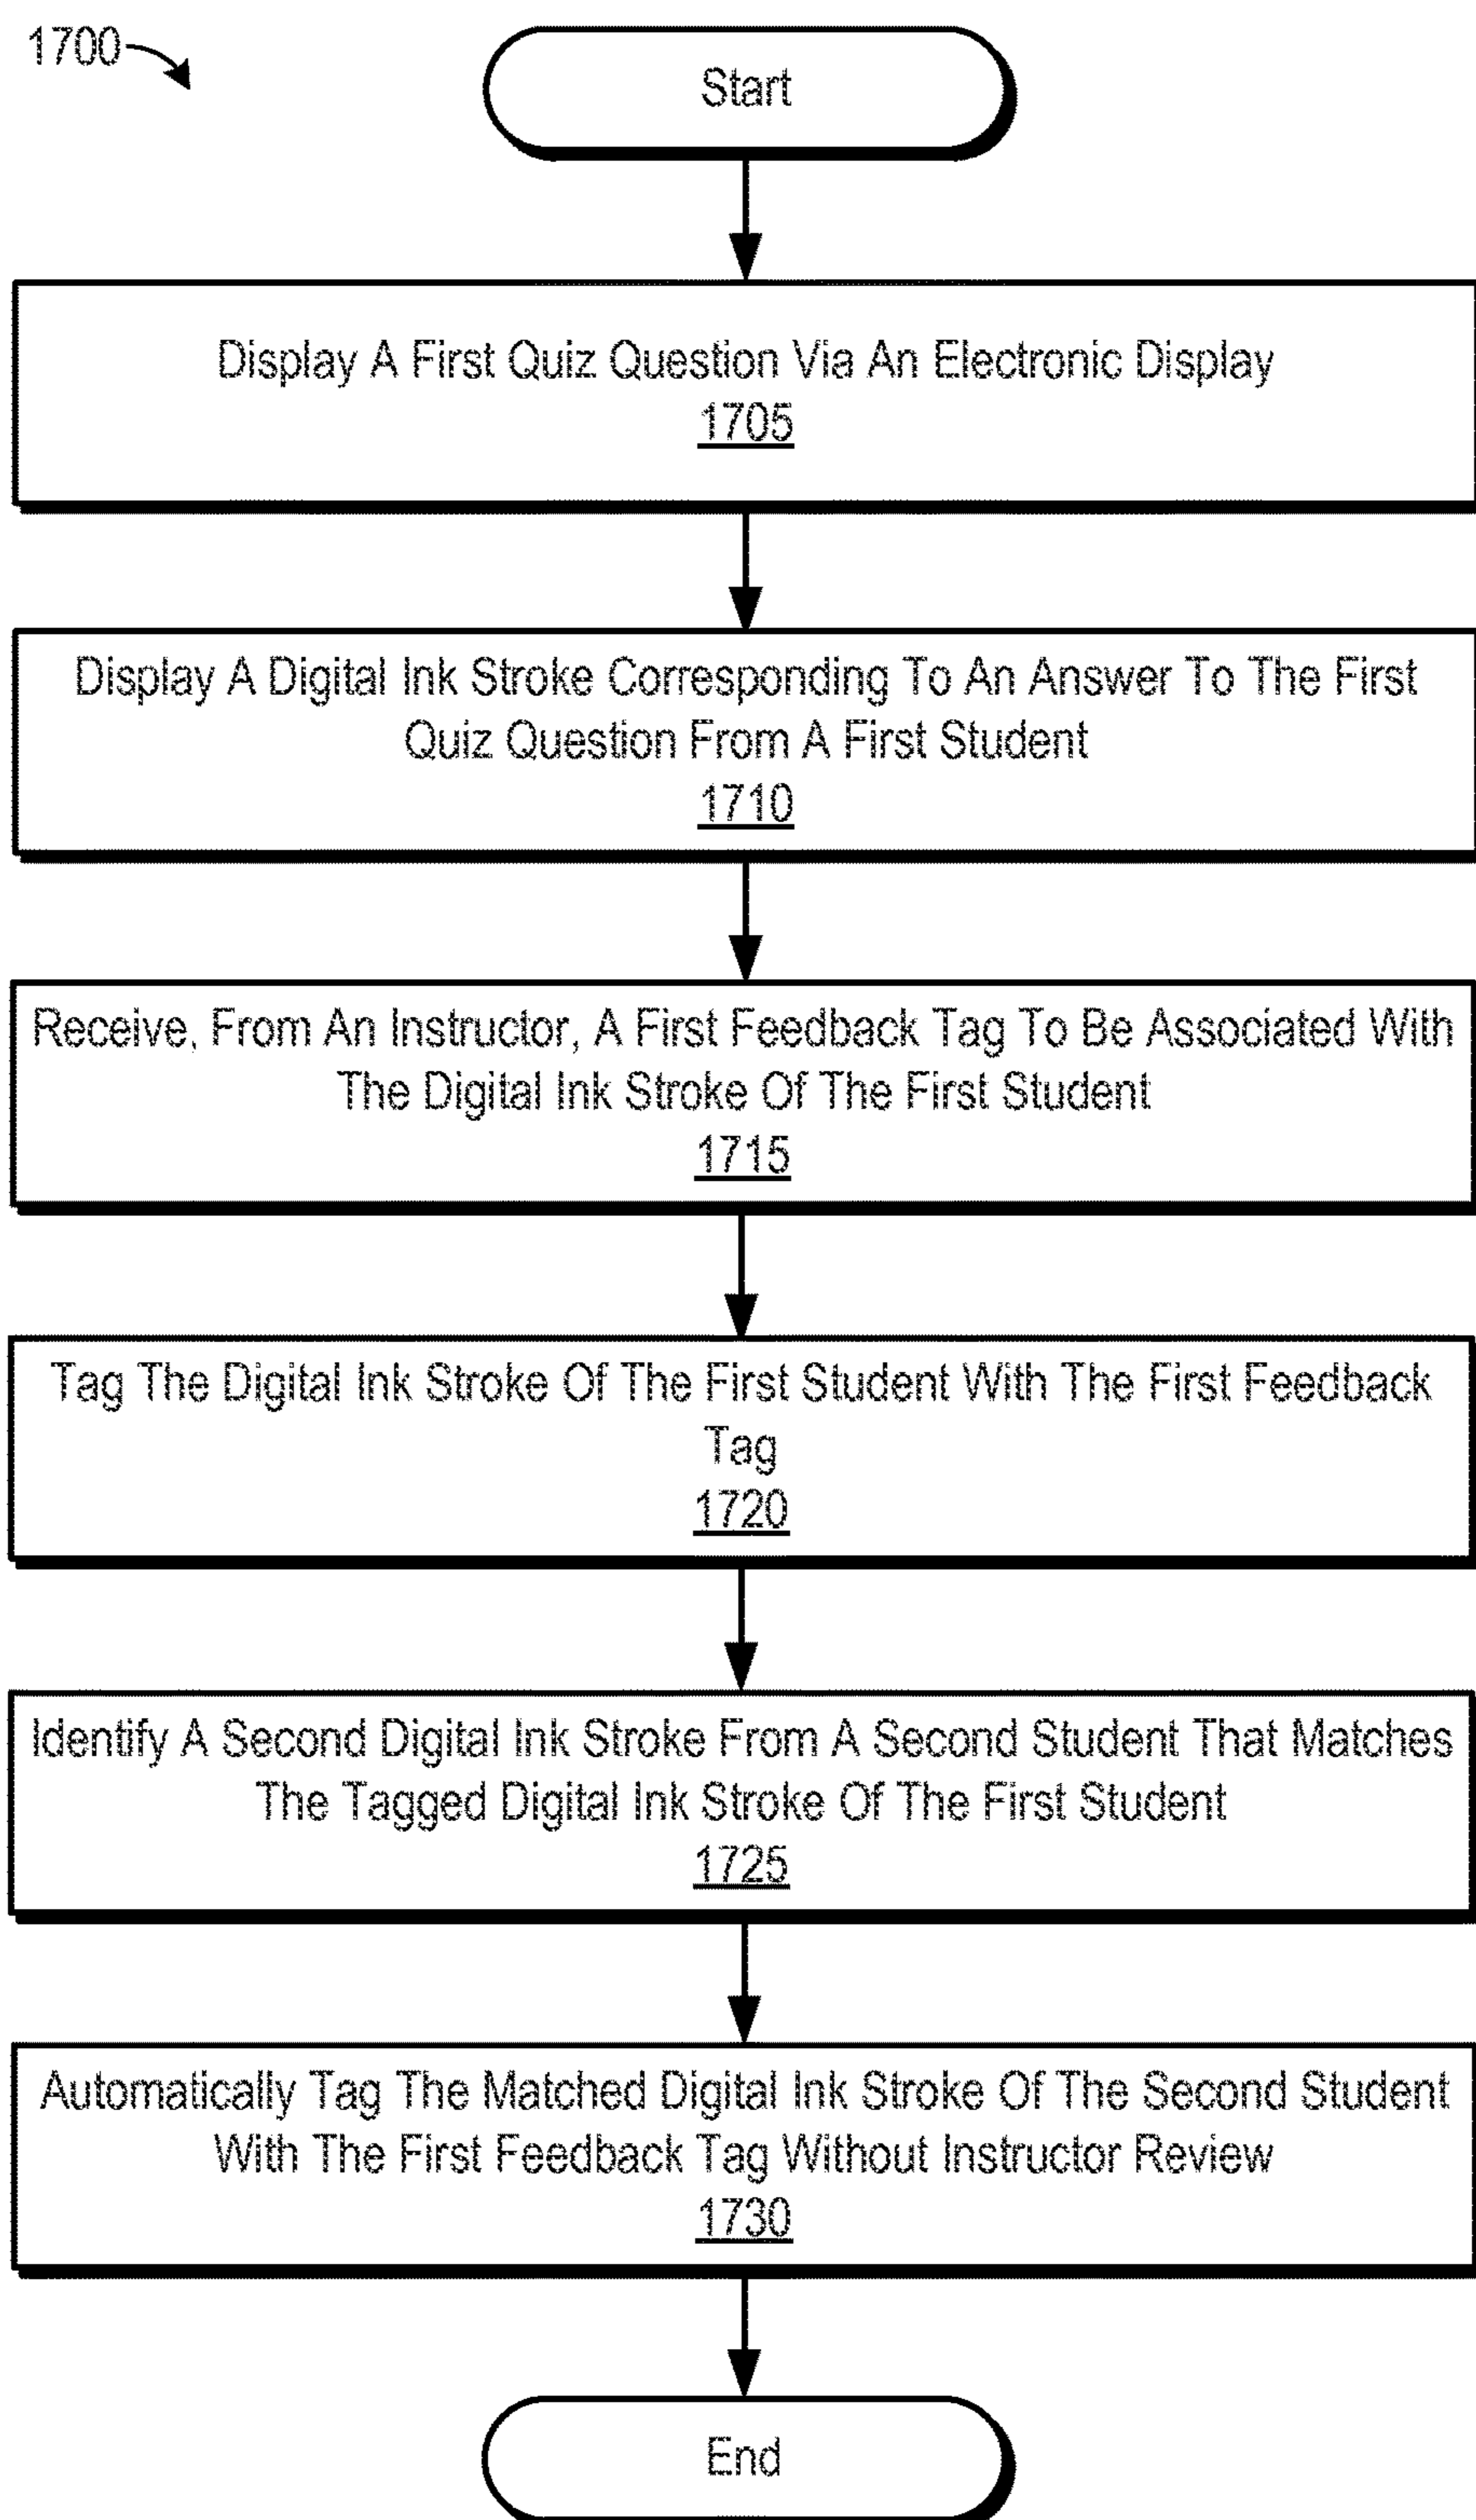 1700
Start
Display A First Quiz Question Via An Electronic Display
1705
Display A Digital Ink Stroke Corresponding To An Answer To The First
Quiz Question From A First Student
1710
Receive, From An Instructor, A First Feedback Tag To Be Associated With
The Digital Ink Stroke Of The First Student
1715
Tag The Digital Ink Stroke Of The First Student With The First Feedback
Tag
1720
Identify A Second Digital Ink Stroke From A Second Student That Matches
The Tagged Digital Ink Stroke Of The First Student
1725
Automatically Tag The Matched Digital Ink Stroke Of The Second Student
With The First Feedback Tag Without Instructor Review
1730
End